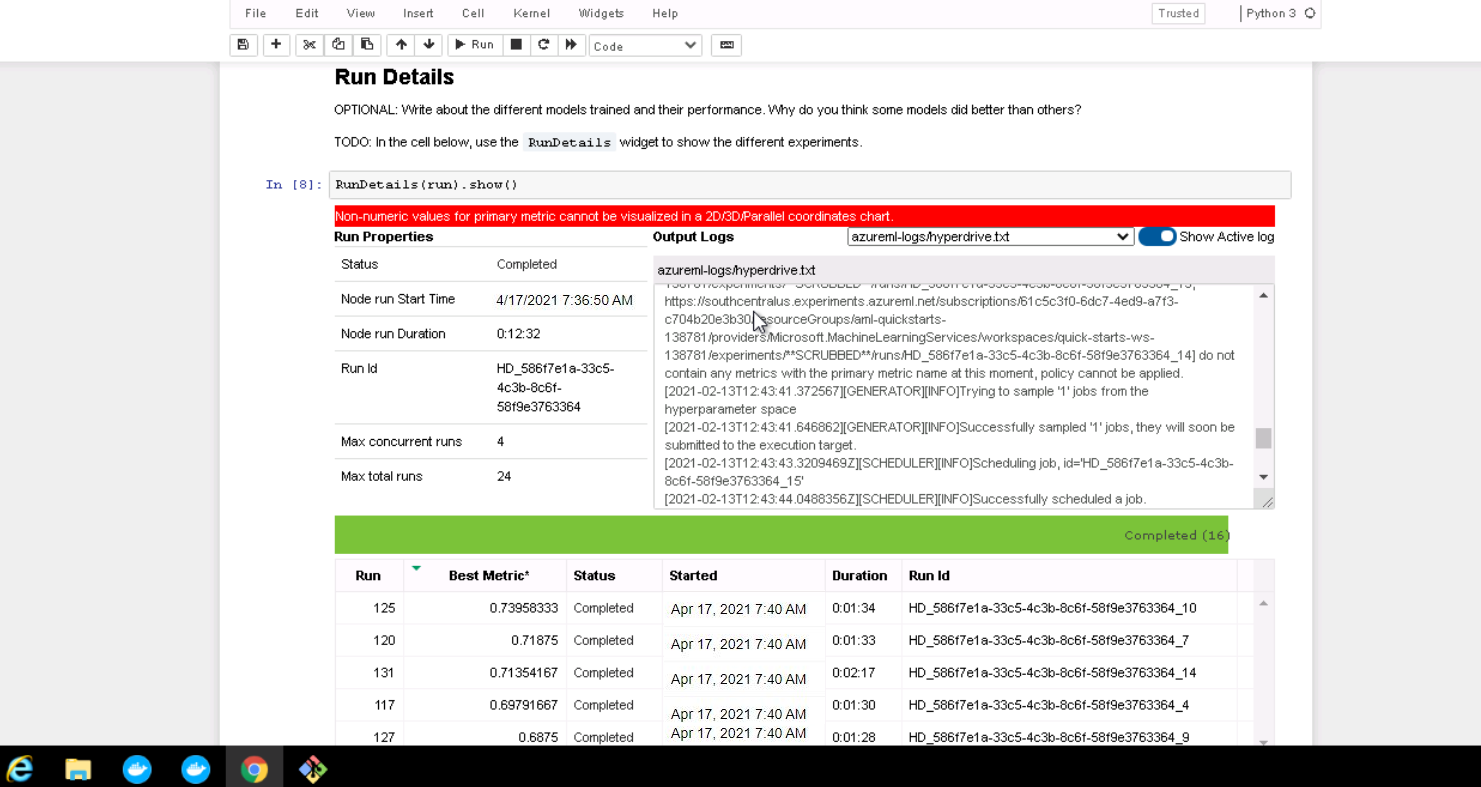 File Edit View Insert Cell Kernel Widgets Help Trusted Python 3
Run Code
Run Details
OPTIONAL: Write about the different models trained and their performance. Why do you think some models did better than others?
TODO: In the cell below, use the RunDetails widget to show the different experiments.
In [8]: RunDetails(run).show()
Non-numeric values for primary metric cannot be visualized in a 2D/3D/Parallel coordinates chart.
Run Properties
Status Completed
Node run Start Time 4/17/2021 7:36:50 AM
Node run Duration 0:12:32
Run Id HD_586f7e1a-33c5-
4c3b-8c6f-
58f9e3763364
Max concurrent runs 4
Max total runs 24
Output Logs azureml-logs/hyperdrive.txt Show Active log
azureml-logs/hyperdrive.txt
https://southcentralus.experiments.azureml.net/subscriptions/61c5c3f0-6dc7-4ed9-a7f3-
c704b20e3b30/resourceGroups/aml-quickstarts-
138781/providers/Microsoft.MachineLearningServices/workspaces/quick-starts-ws-
138781/experiments/**SCRUBBED**/runs/HD_586f7e1a-33c5-4c3b-8c6f-58f9e3763364_14] do not
contain any metrics with the primary metric name at this moment, policy cannot be applied.
[2021-02-13T12:43:41.372567][GENERATOR][INFO]Trying to sample '1' jobs from the
hyperparameter space
[2021-02-13T12:43:41.646862][GENERATOR][INFO]Successfully sampled '1' jobs, they will soon be
submitted to the execution target.
[2021-02-13T12:43:43.3209469Z][SCHEDULER][INFO]Scheduling job, id='HD_586f7e1a-33c5-4c3b-
8c6f-58f9e3763364_15'
[2021-02-13T12:43:44.0488356Z][SCHEDULER][INFO]Successfully scheduled a job.
Completed (16)
Run Best Metric* Status Started Duration Run Id
125 0.73958333 Completed Apr 17, 2021 7:40 AM 0:01:34 HD_586f7e1a-33c5-4c3b-8c6f-58f9e3763364_10
120 0.71875 Completed Apr 17, 2021 7:40 AM 0:01:33 HD_586f7e1a-33c5-4c3b-8c6f-58f9e3763364_7
131 0.71354167 Completed Apr 17, 2021 7:40 AM 0:02:17 HD_586f7e1a-33c5-4c3b-8c6f-58f9e3763364_14
117 0.69791667 Completed Apr 17, 2021 7:40 AM 0:01:30 HD_586f7e1a-33c5-4c3b-8c6f-58f9e3763364_4
127 0.6875 Completed Apr 17, 2021 7:40 AM 0:01:28 HD_586f7e1a-33c5-4c3b-8c6f-58f9e3763364_9